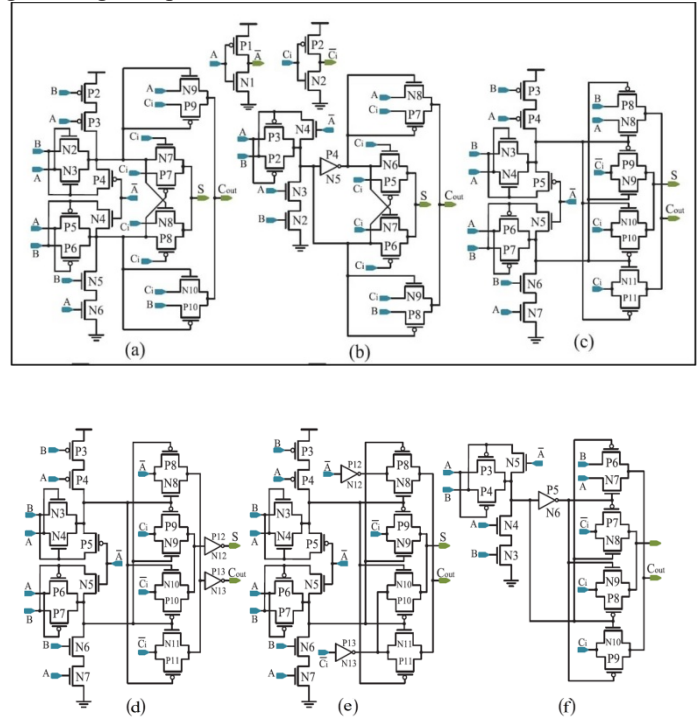 A
P1
N1
A̅
Ci
P2
N2
C̅i
B
P2
A
P3
B
A
N2
N3
P4
A̅
A
B
P5
P6
N4
B
N5
A
N6
A
Ci
N9
P9
Ci
N7
P7
Ci
Ci
N8
P8
Ci
Ci
B
N10
P10
S
Cout
(a)
B
A
P3
P2
N4
A̅
A
N3
B
N2
P4
N5
A
Ci
N8
P7
Ci
N6
P5
Ci
Ci
N7
P6
Ci
Ci
B
N9
P8
S
Cout
(b)
B
P3
A
P4
B
A
N3
N4
P5
A̅
A
B
P6
P7
N5
B
N6
A
N7
B
A
P8
N8
C̅i
P9
N9
Ci
N10
P10
Ci
N11
P11
S
Cout
(c)
B
P3
A
P4
B
A
N3
N4
P5
A̅
A
B
P6
P7
N5
B
N6
A
N7
A̅
P8
N8
Ci
P9
N9
C̅i
N10
P10
C̅i
N11
P11
P12
N12
S
P13
N13
Cout
(d)
B
P3
A
P4
B
A
N3
N4
P5
A̅
A
B
P6
P7
N5
B
N6
A
N7
A̅
P12
N12
P8
N8
C̅i
P9
N9
N10
P10
C̅i
P13
N13
N11
P11
S
Cout
(e)
A
B
P3
P4
N5
A̅
A
N4
B
N3
P5
N6
B
A
P6
N7
C̅i
P7
N8
Ci
N9
P8
Ci
N10
P9
Cout
(f)